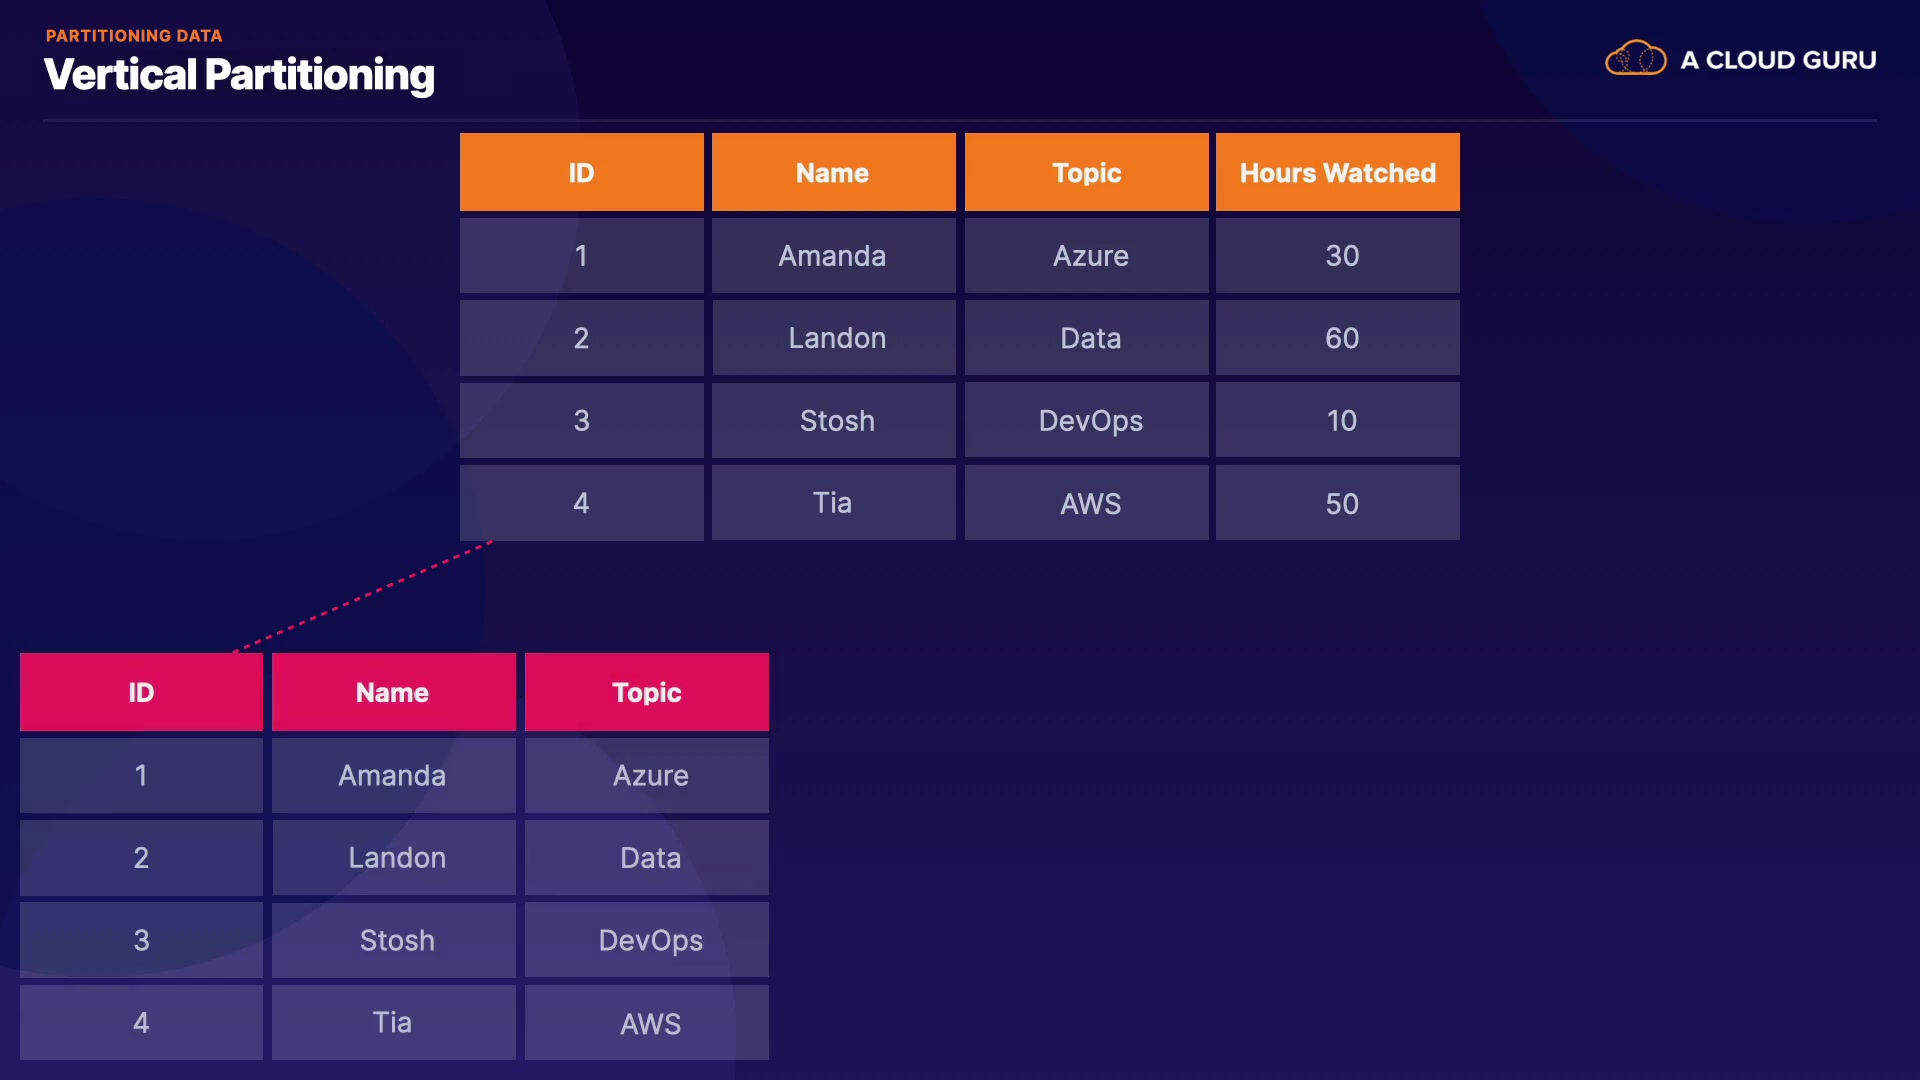 PARTITIONING DATA
Vertical Partitioning
A CLOUD GURU
ID Name Topic Hours Watched
1 Amanda Azure 30
2 Landon Data 60
3 Stosh DevOps 10
4 Tia AWS 50
ID Name Topic
1 Amanda Azure
2 Landon Data
3 Stosh DevOps
4 Tia AWS